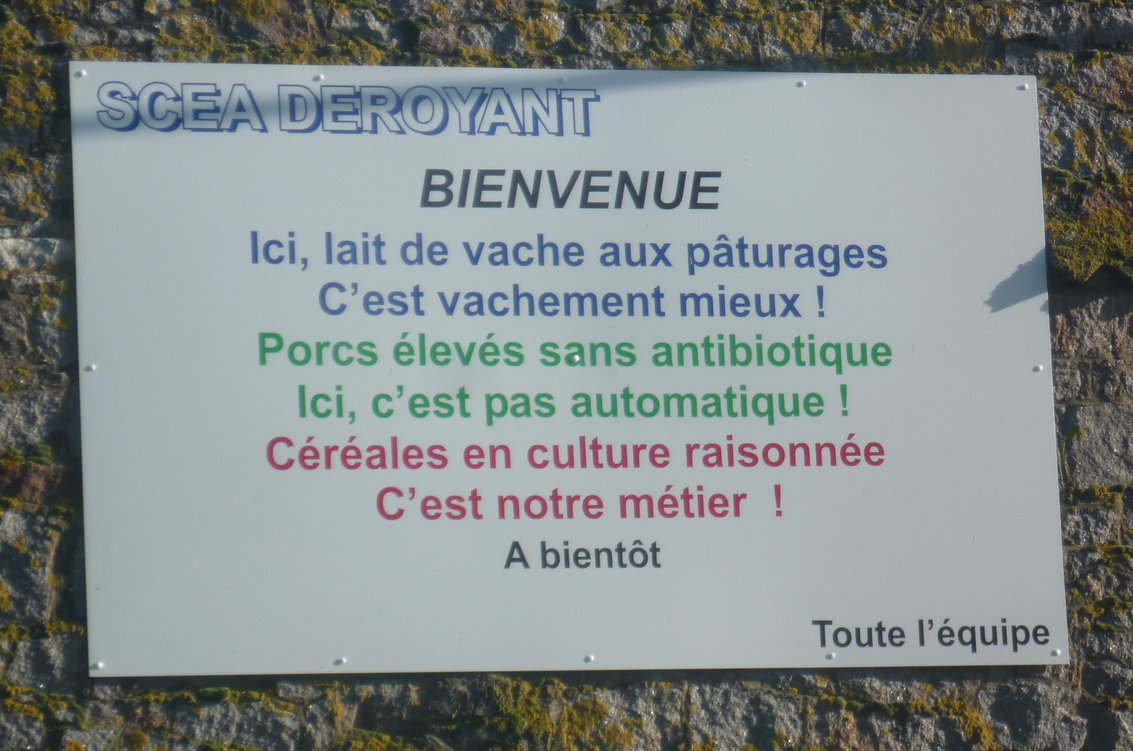 SCEA DEROYANT
BIENVENUE
Ici, lait de vache aux pâturages
C'est vachement mieux !
Porcs élevés sans antibiotique
Ici, c'est pas automatique !
Céréales en culture raisonnée
C'est notre métier !
A bientôt
Toute l'équipe